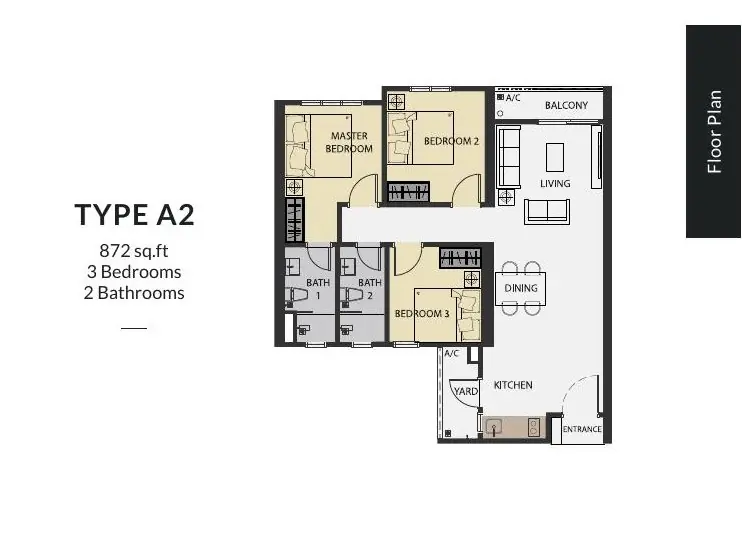 TYPE A2
872 sq.ft
3 Bedrooms
2 Bathrooms
A/C
BALCONY
MASTER
BEDROOM
BEDROOM 2
LIVING
BATH
1
BATH
2
DINING
BEDROOM 3
A/C
YARD
KITCHEN
ENTRANCE
Floor Plan